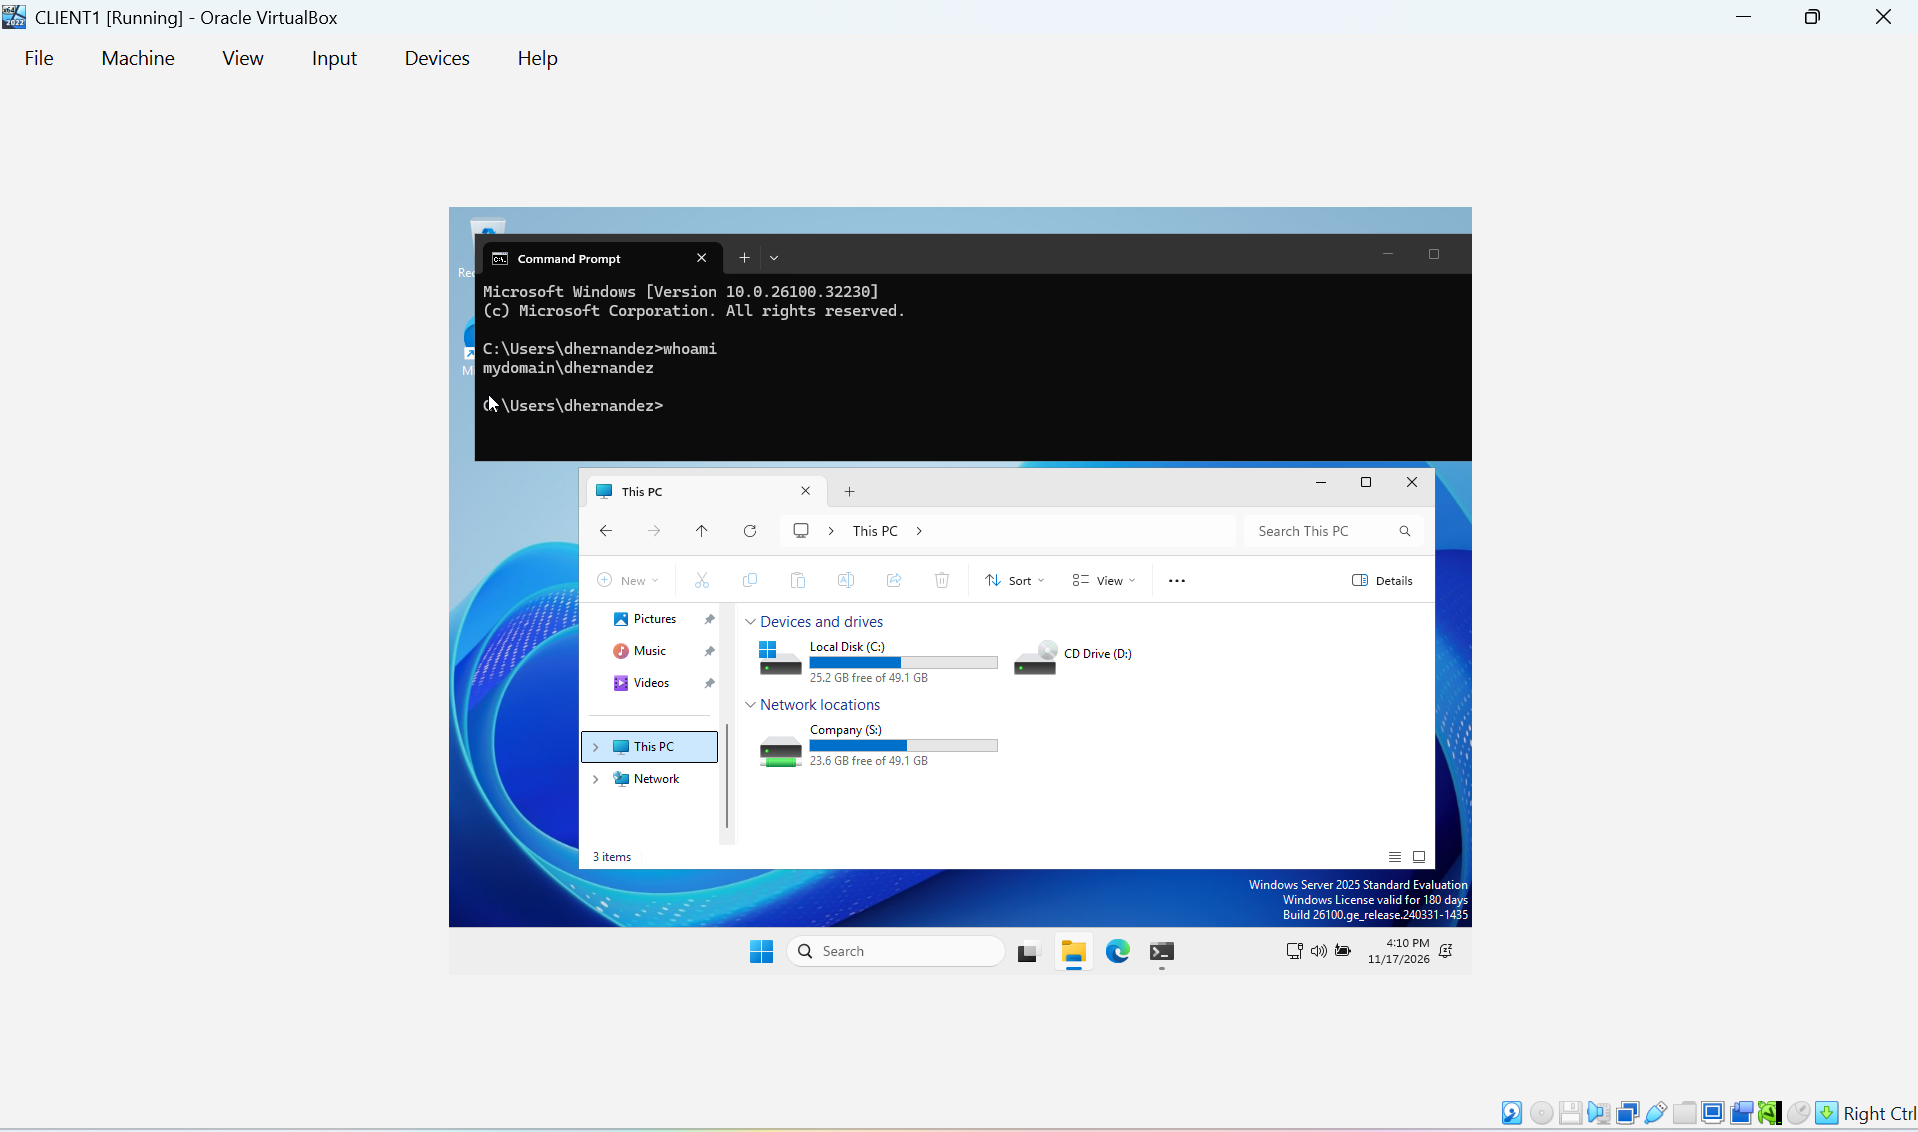 CLIENT1 [Running] - Oracle VirtualBox
File Machine View Input Devices Help
Command Prompt
Microsoft Windows [Version 10.0.26100.32230]
(c) Microsoft Corporation. All rights reserved.
C:\Users\dhernandez>whoami
mydomain\dhernandez
C:\Users\dhernandez>
This PC
This PC
Search This PC
New
Sort
View
Details
Pictures
Music
Videos
This PC
Network
Devices and drives
Local Disk (C:)
25.2 GB free of 49.1 GB
CD Drive (D:)
Network locations
Company (S:)
23.6 GB free of 49.1 GB
3 items
Windows Server 2025 Standard Evaluation
Windows License valid for 180 days
Build 26100.ge_release.240331-1435
Search
4:10 PM
11/17/2026
Right Ctrl